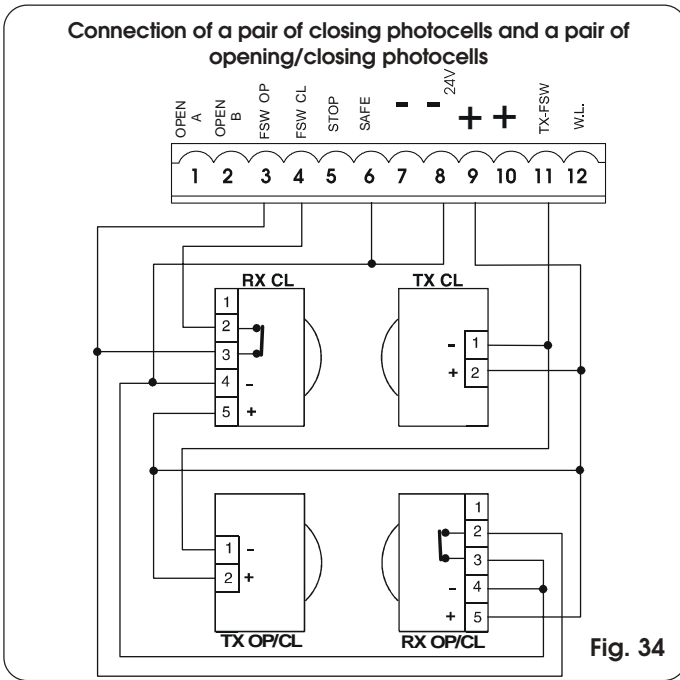 Connection of a pair of closing photocells and a pair of
opening/closing photocells
OPEN A
OPEN B
FSW OP
FSW CL
STOP
SAFE
- - 24V + +
TX-FSW
W.L.
1 2 3 4 5 6 7 8 9 10 11 12
RX CL
1
2
3
4 -
5 +
TX CL
- 1
+ 2
1 -
2 +
TX OP/CL
1
2
3
- 4
+ 5
RX OP/CL
Fig. 34